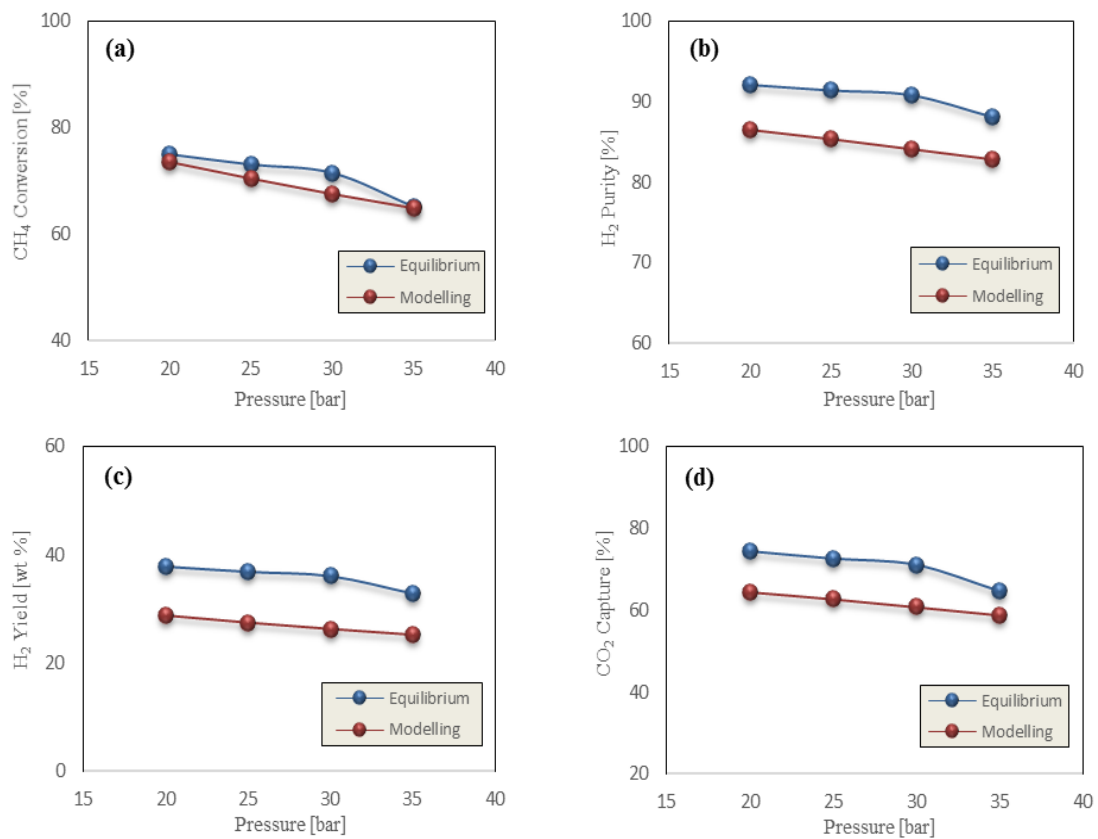 (a)
CH₄ Conversion [%]
100
80
60
40
15 20 25 30 35 40
Pressure [bar]
Equilibrium
Modelling
(b)
H₂ Purity [%]
100
90
80
70
60
15 20 25 30 35 40
Pressure [bar]
Equilibrium
Modelling
(c)
H₂ Yield [wt %]
60
40
20
0
15 20 25 30 35 40
Pressure [bar]
Equilibrium
Modelling
(d)
CO₂ Capture [%]
100
80
60
40
20
15 20 25 30 35 40
Pressure [bar]
Equilibrium
Modelling